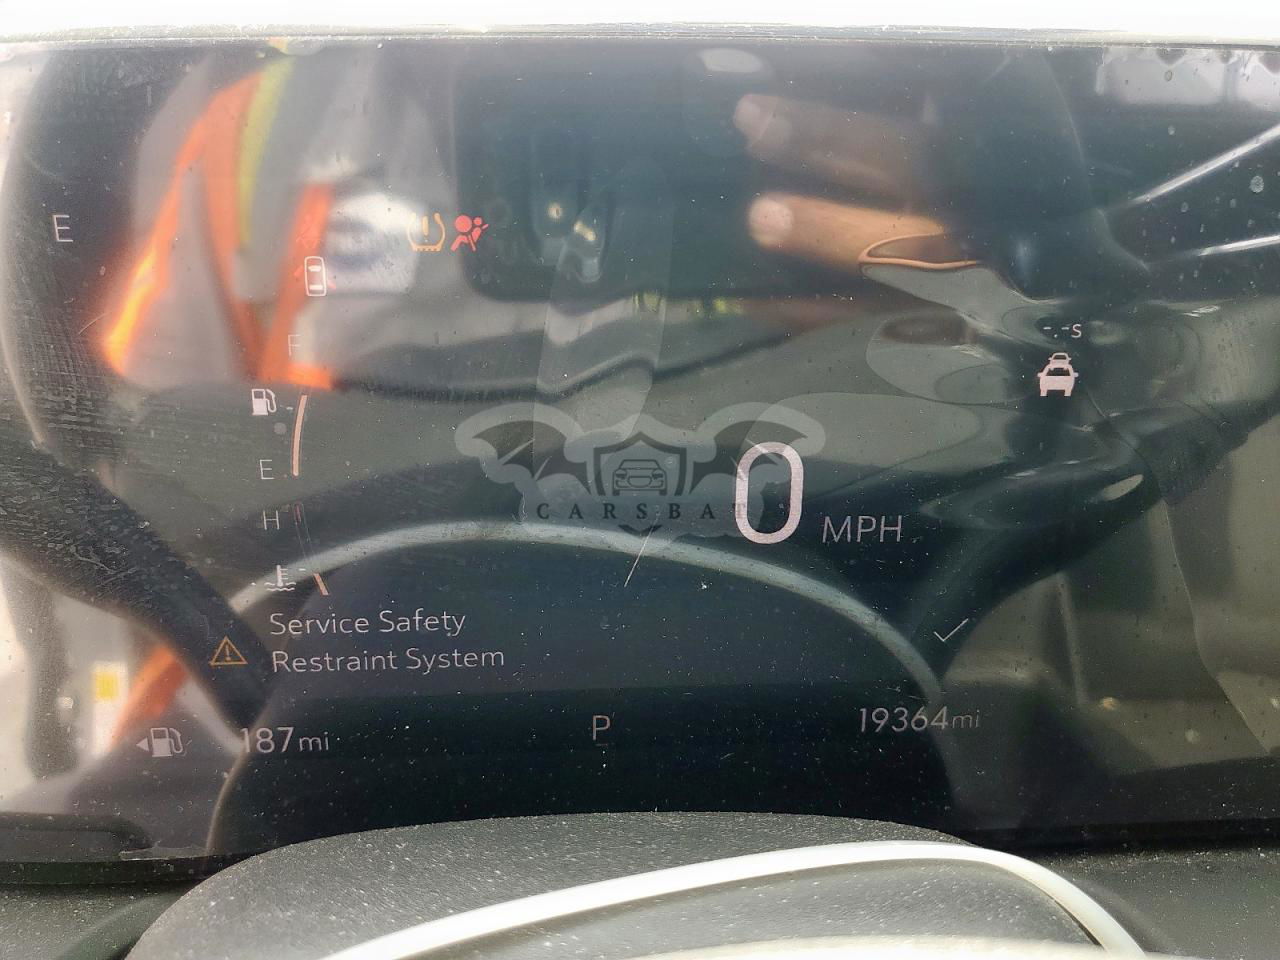 E
F
--.-s
E
CARSBAT
0 MPH
H
Service Safety
Restraint System
187mi
P
19364mi